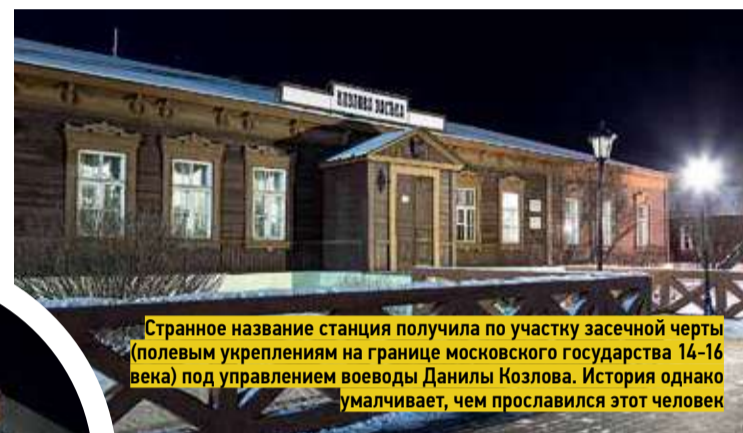 КОЗЛОВА ЗАСѢКА
Странное название станция получила по участку засечной черты
(полевым укреплениям на границе московского государства 14-16
века) под управлением воеводы Данилы Козлова. История однако
умалчивает, чем прославился этот человек